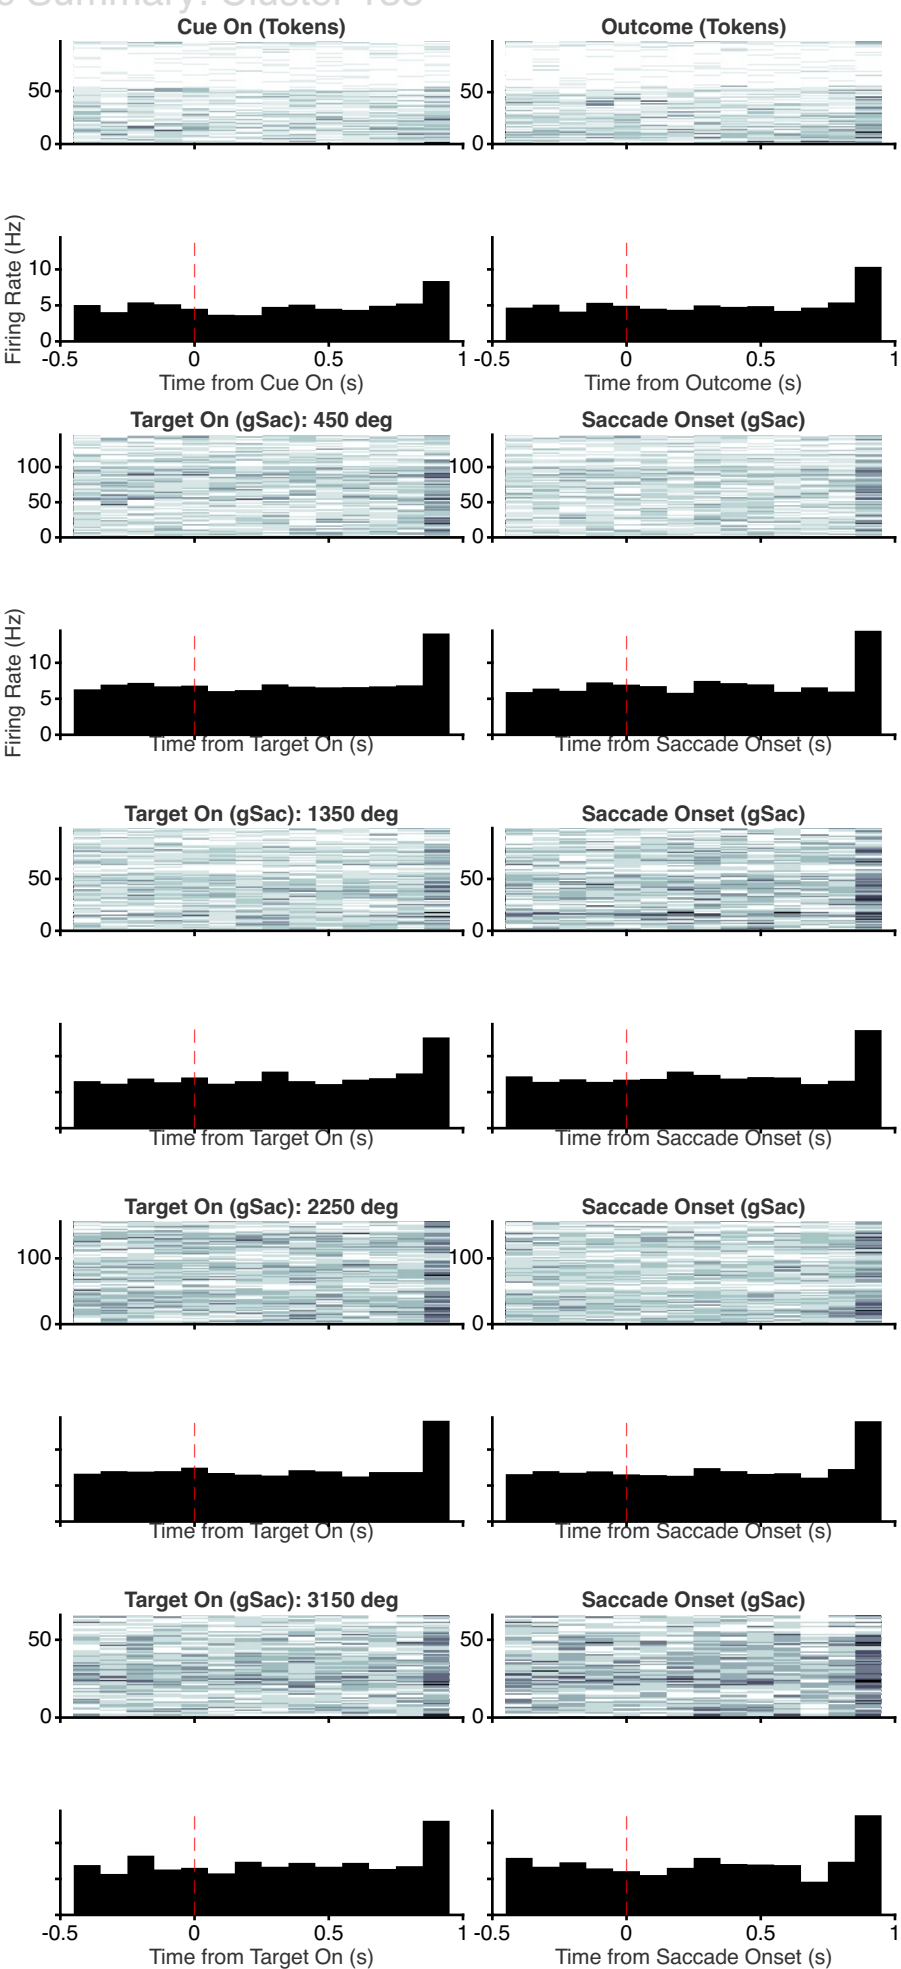 Summary: Cluster
Cue On (Tokens) Outcome (Tokens)
50 50
0 0
Firing Rate (Hz)
10
5
0
-0.5 0 0.5 1 -0.5 0 0.5 1
Time from Cue On (s) Time from Outcome (s)
Target On (gSac): 450 deg Saccade Onset (gSac)
100 100
50 50
0 0
Firing Rate (Hz)
10
5
0
Time from Target On (s) Time from Saccade Onset (s)
Target On (gSac): 1350 deg Saccade Onset (gSac)
50 50
0 0
Time from Target On (s) Time from Saccade Onset (s)
Target On (gSac): 2250 deg Saccade Onset (gSac)
100 100
0 0
Time from Target On (s) Time from Saccade Onset (s)
Target On (gSac): 3150 deg Saccade Onset (gSac)
50 50
0 0
-0.5 0 0.5 1 -0.5 0 0.5 1
Time from Target On (s) Time from Saccade Onset (s)